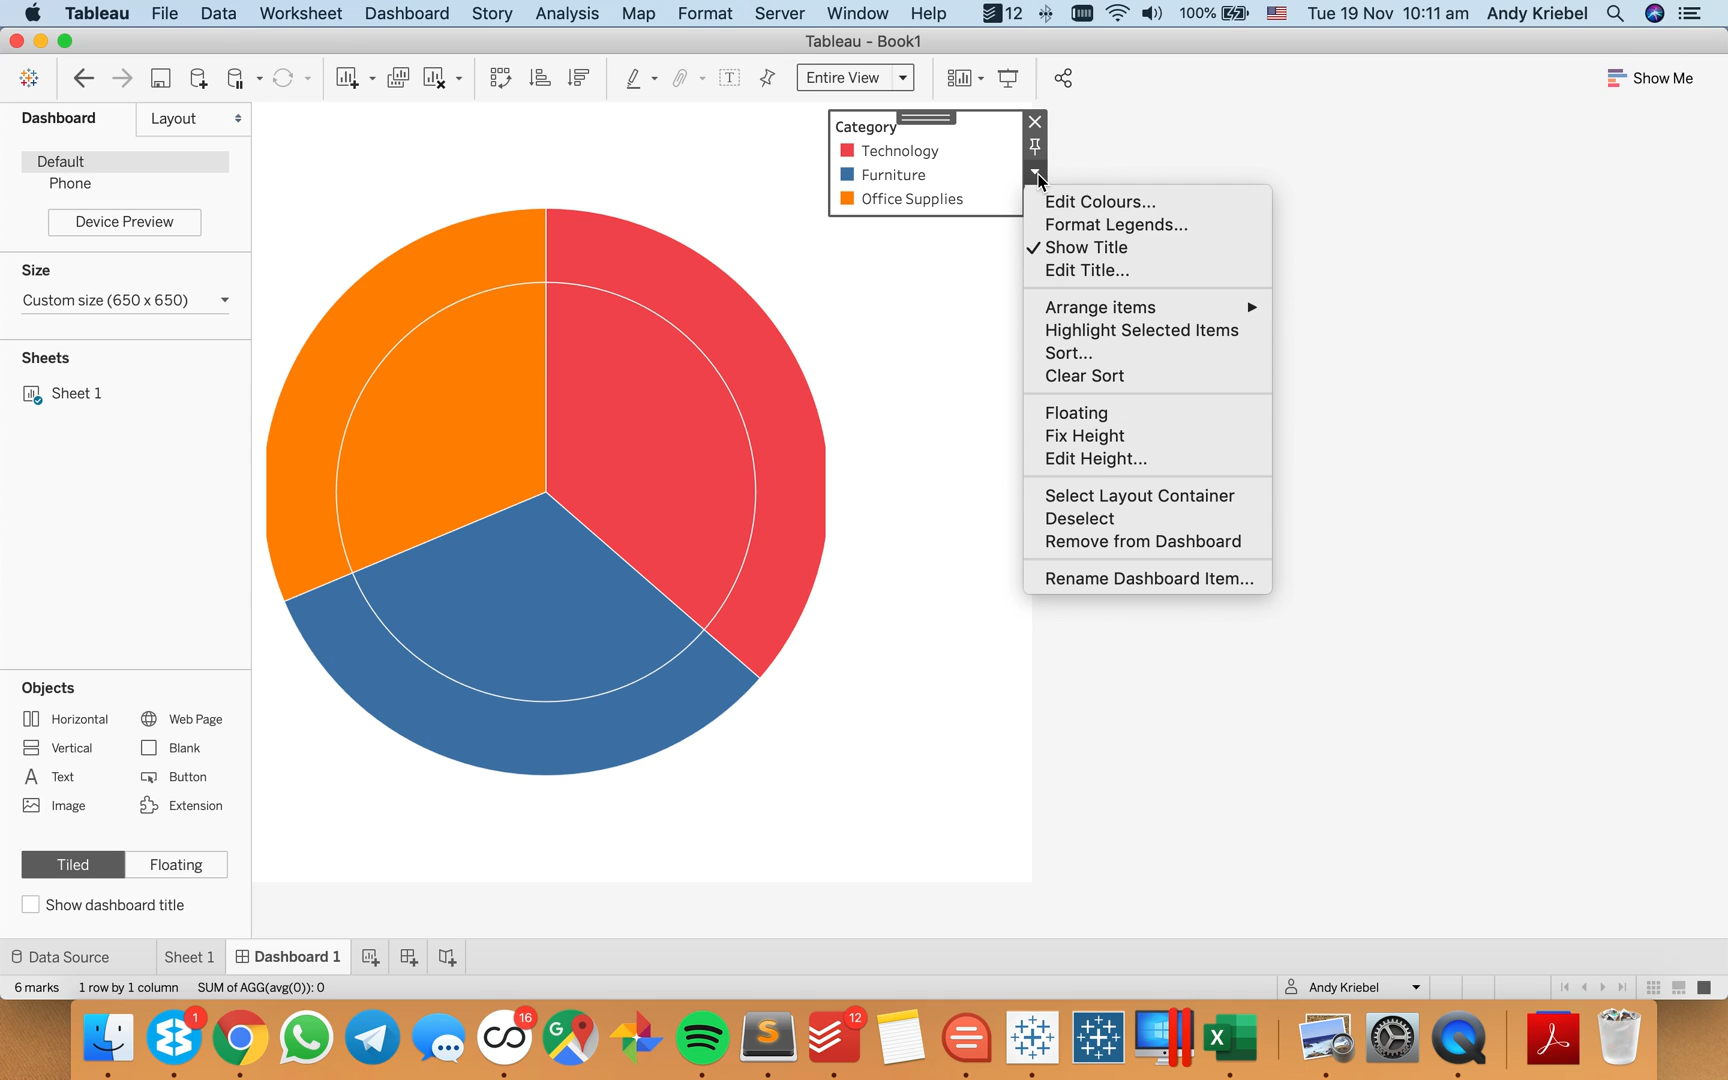 Tableau File Data Worksheet Dashboard Story Analysis Map Format Server Window Help 12 100% Tue 19 Nov 10:11 am Andy Kriebel
Tableau - Book1
Entire View Show Me
Dashboard Layout
Default
Phone
Device Preview
Size
Custom size (650 x 650)
Sheets
Sheet 1
Objects
Horizontal Web Page
Vertical Blank
Text Button
Image Extension
Tiled Floating
Show dashboard title
Category
Technology
Furniture
Office Supplies
Edit Colours...
Format Legends...
Show Title
Edit Title...
Arrange items
Highlight Selected Items
Sort...
Clear Sort
Floating
Fix Height
Edit Height...
Select Layout Container
Deselect
Remove from Dashboard
Rename Dashboard Item...
Data Source Sheet 1 Dashboard 1
6 marks 1 row by 1 column SUM of AGG(avg(0)): 0 Andy Kriebel
1 16 12